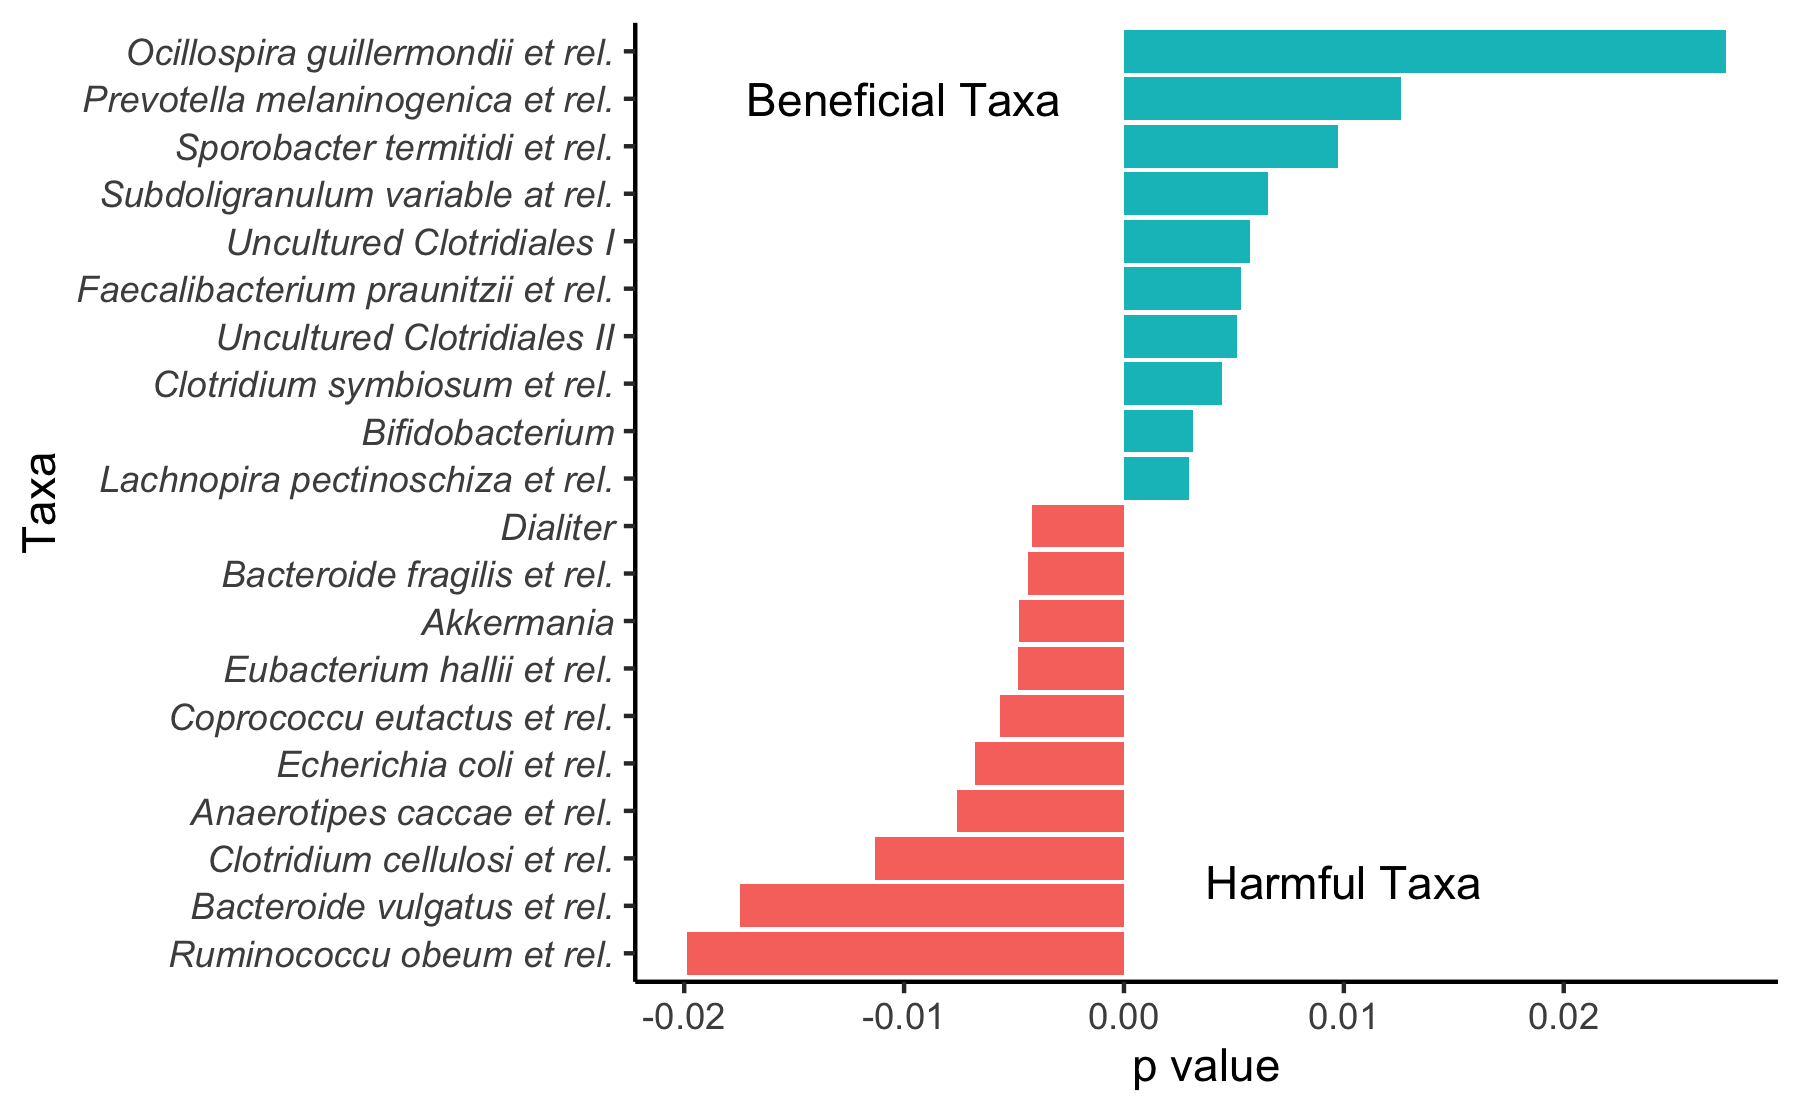 Ocillospira guillermondii et rel.
Prevotella melaninogenica et rel.
Sporobacter termitidi et rel.
Subdoligranulum variable at rel.
Uncultured Clotridiales I
Faecalibacterium praunitzii et rel.
Uncultured Clotridiales II
Clotridium symbiosum et rel.
Bifidobacterium
Lachnopira pectinoschiza et rel.
Dialiter
Bacteroide fragilis et rel.
Akkermania
Eubacterium hallii et rel.
Coprococcu eutactus et rel.
Echerichia coli et rel.
Anaerotipes caccae et rel.
Clotridium cellulosi et rel.
Bacteroide vulgatus et rel.
Ruminococcu obeum et rel.
Taxa
Beneficial Taxa
Harmful Taxa
-0.02 -0.01 0.00 0.01 0.02
p value